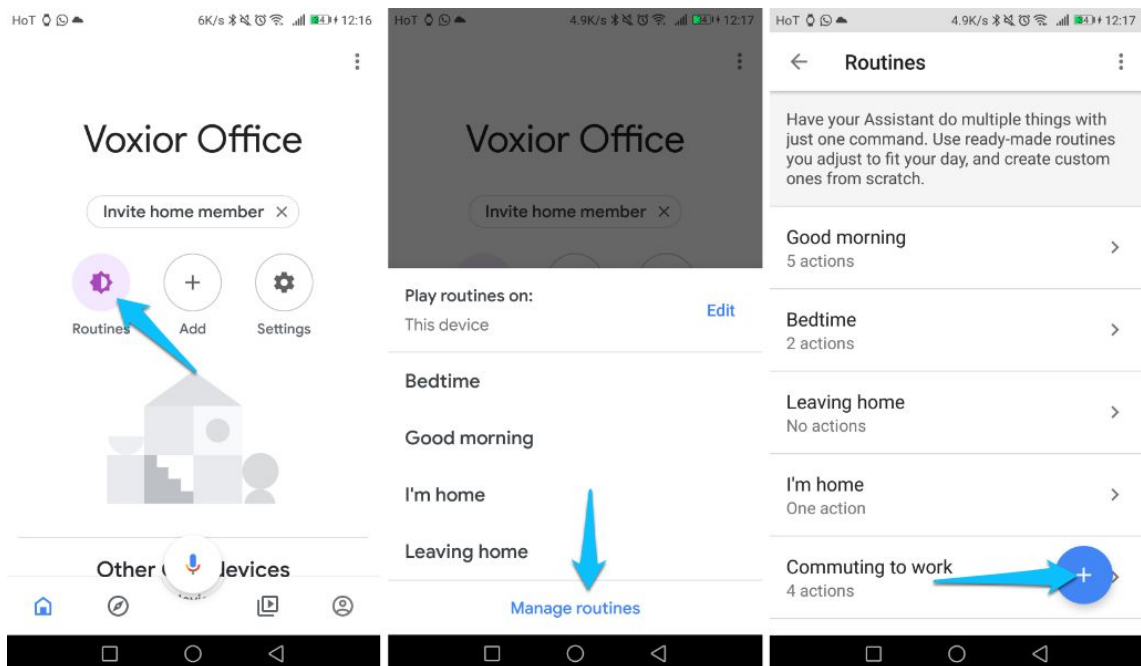 HoT 6K/s 34 12:16
Voxior Office
Invite home member ×
Routines Add Settings
Other devices
HoT 4.9K/s 34 12:17
Voxior Office
Invite home member ×
Play routines on:
Edit
This device
Bedtime
Good morning
I'm home
Leaving home
Manage routines
HoT 4.9K/s 34 12:17
Routines
Have your Assistant do multiple things with
just one command. Use ready-made routines
you adjust to fit your day, and create custom
ones from scratch.
Good morning
5 actions
Bedtime
2 actions
Leaving home
No actions
I'm home
One action
Commuting to work
4 actions